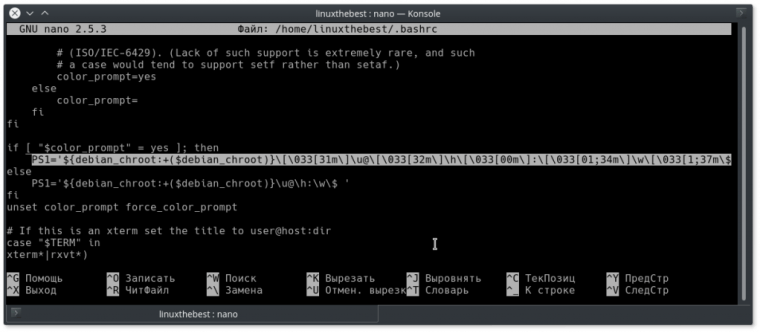 linuxthebest : nano — Konsole
GNU nano 2.5.3 Файл: /home/linuxthebest/.bashrc
# (ISO/IEC-6429). (Lack of such support is extremely rare, and such
# a case would tend to support setf rather than setaf.)
color_prompt=yes
else
color_prompt=
fi
fi
if [ "$color_prompt" = yes ]; then
PS1='${debian_chroot:+($debian_chroot)}\[\033[31m\]\u@\[\033[32m\]\h\[\033[00m\]:\[\033[01;34m\]\w\[\033[1;37m\$
else
PS1='${debian_chroot:+($debian_chroot)}\u@\h:\w\$ '
fi
unset color_prompt force_color_prompt
# If this is an xterm set the title to user@host:dir
case "$TERM" in
xterm*|rxvt*)
^G Помощь ^O Записать ^W Поиск ^K Вырезать ^J Выровнять ^C ТекПозиц ^Y ПредСтр
^X Выход ^R ЧитФайл ^\ Замена ^U Отмен. вырезк^T Словарь ^_ К строке ^V СледСтр
linuxthebest : nano